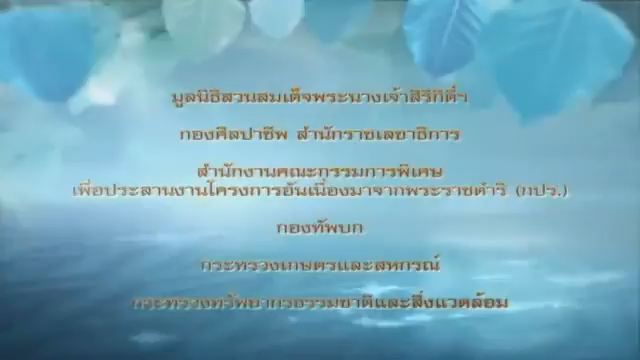 มูลนิธิสวนสมเด็จพระนางเจ้าสิริกิติ์ฯ
กองศิลปาชีพ สำนักราชเลขาธิการ
สำนักงานคณะกรรมการพิเศษ
เพื่อประสานงานโครงการอันเนื่องมาจากพระราชดำริ (กปร.)
กองทัพบก
กระทรวงเกษตรและสหกรณ์
กระทรวงทรัพยากรธรรมชาติและสิ่งแวดล้อม